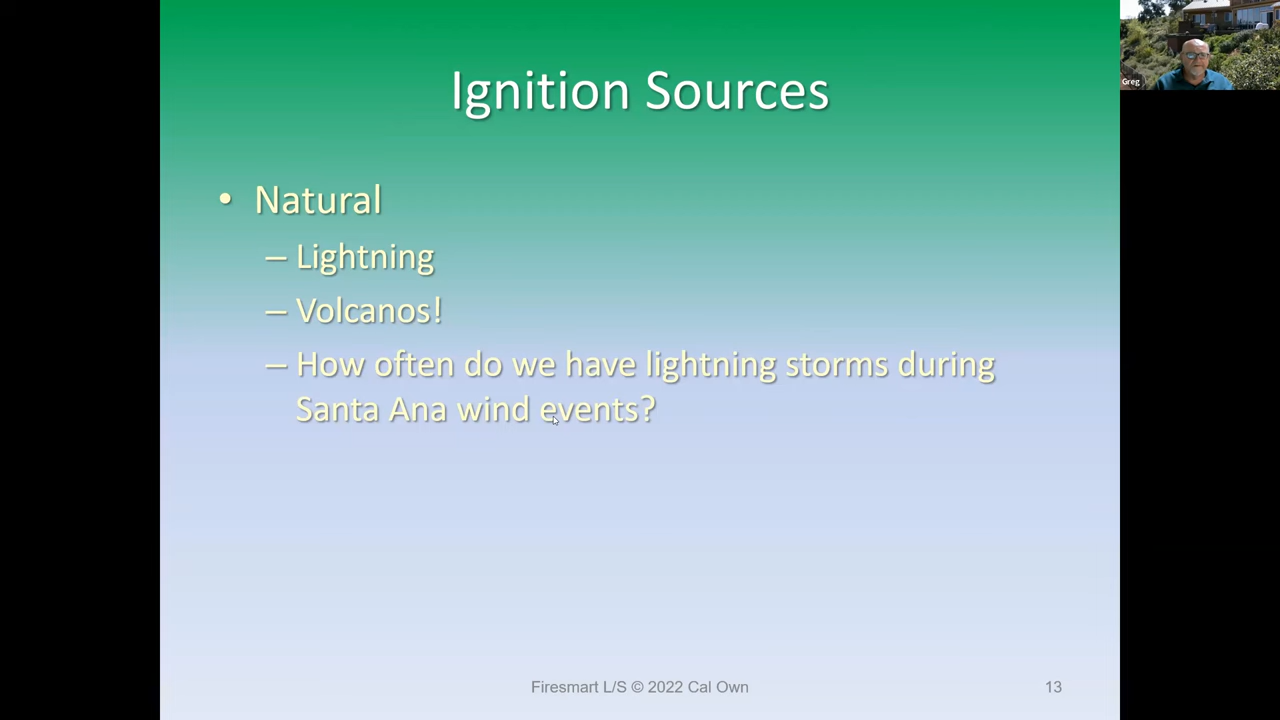 Ignition Sources
Greg
• Natural
– Lightning
– Volcanos!
– How often do we have lightning storms during
Santa Ana wind events?
Firesmart L/S © 2022 Cal Own
13